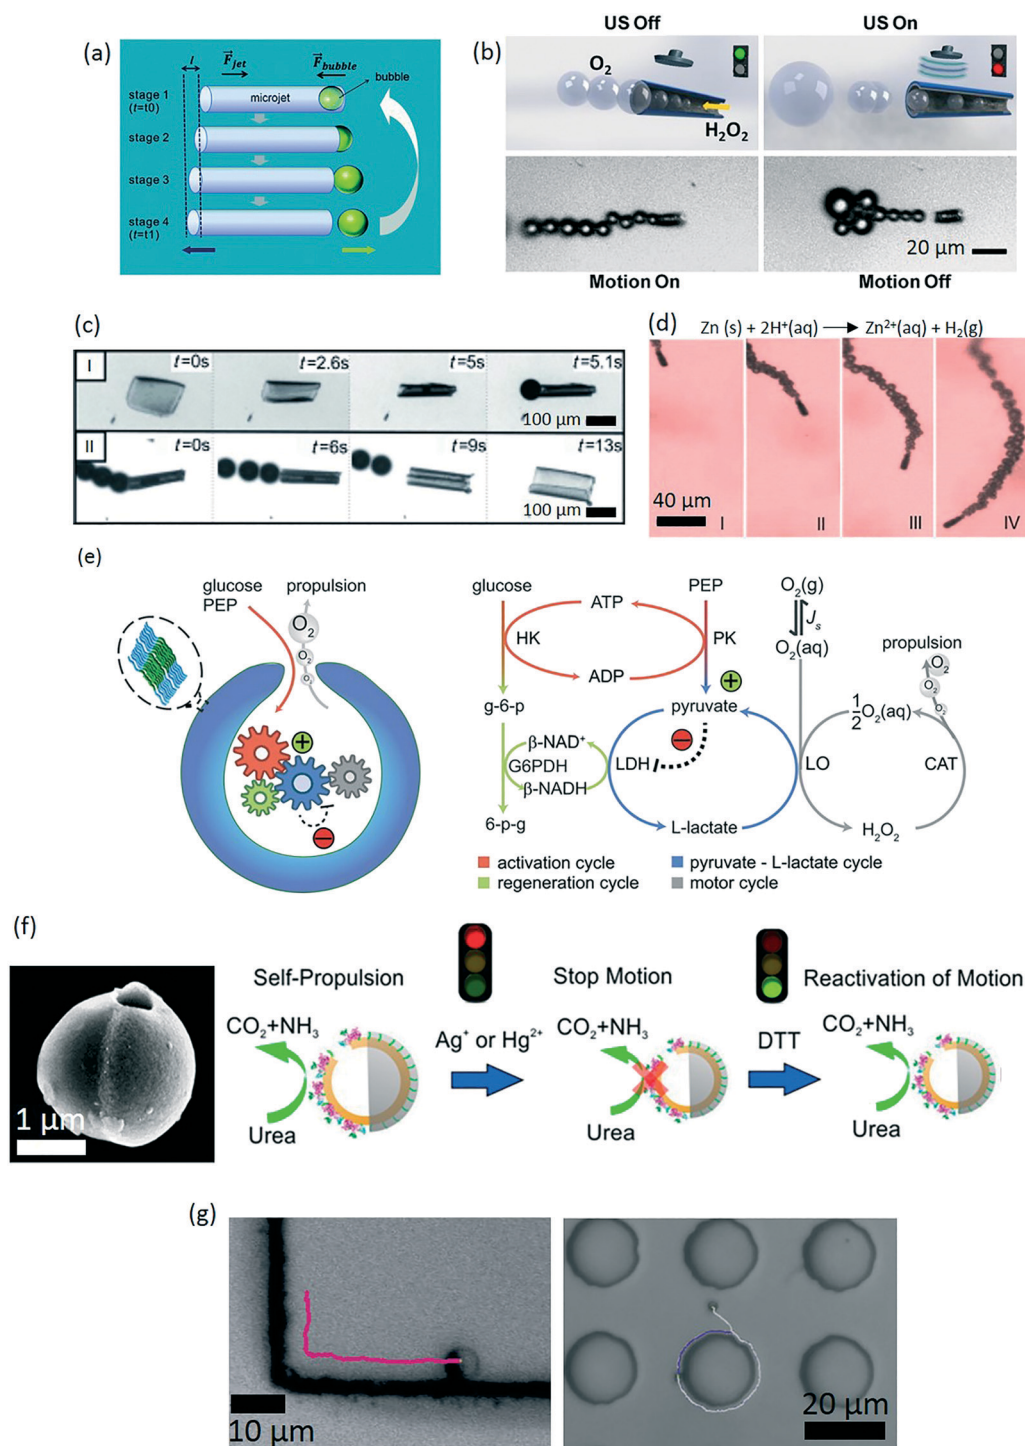 (a)
F⃗jet
F⃗bubble
l
bubble
stage 1
(t=t0)
microjet
stage 2
stage 3
stage 4
(t=t1)
(b)
US Off
US On
O2
H2O2
20 µm
Motion On
Motion Off
(c)
I
t=0s
t=2.6s
t=5s
t=5.1s
100 µm
II
t=0s
t=6s
t=9s
t=13s
100 µm
(d)
Zn (s) + 2H⁺(aq) ⟶ Zn²⁺(aq) + H2(g)
40 µm
I
II
III
IV
(e)
glucose
PEP
propulsion
O2
O2
O2
+
−
glucose
ATP
PEP
O2(g)
HK
PK
Js
ADP
O2(aq)
propulsion
O2
O2
O2
g-6-p
+
pyruvate
1/2O2(aq)
−
β-NAD⁺
G6PDH
β-NADH
LDH
LO
CAT
6-p-g
L-lactate
H2O2
activation cycle
pyruvate - L-lactate cycle
regeneration cycle
motor cycle
(f)
1 µm
Self-Propulsion
Stop Motion
Reactivation of Motion
CO2+NH3
Ag⁺ or Hg²⁺
CO2+NH3
DTT
CO2+NH3
Urea
Urea
Urea
(g)
10 µm
20 µm